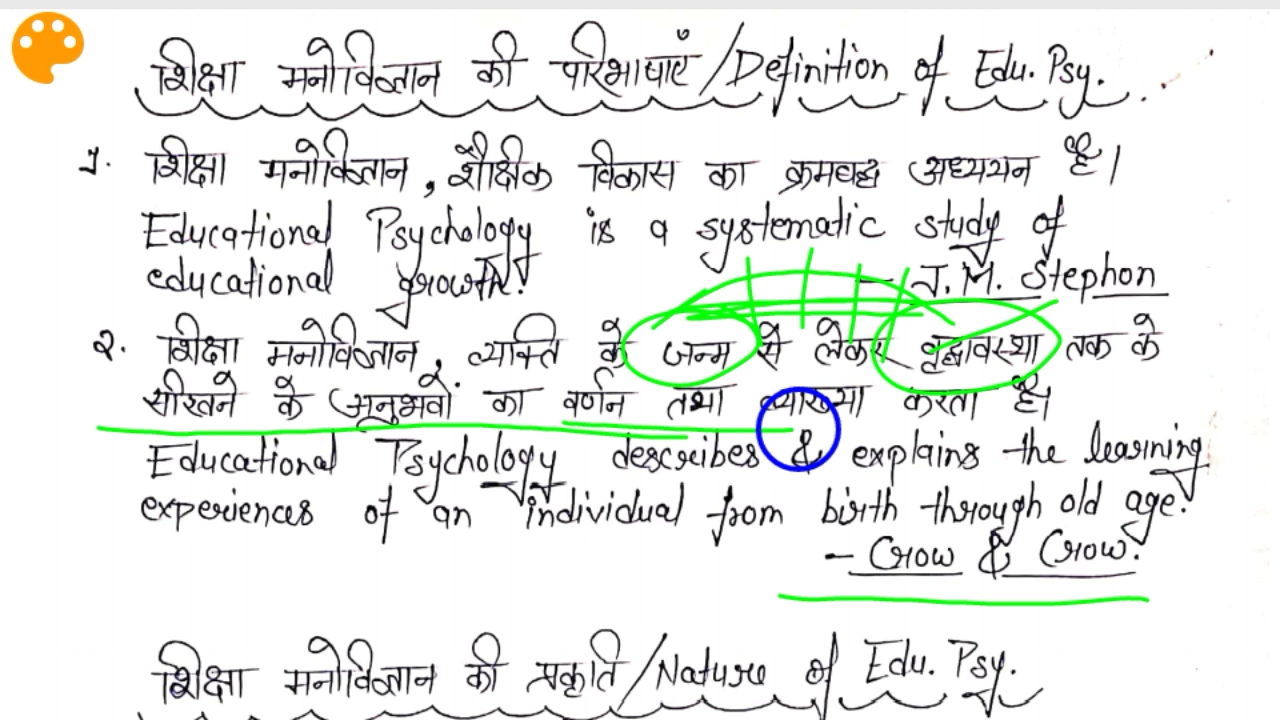 शिक्षा मनोविज्ञान की परिभाषाएं/Definition of Edu. Psy.
1. शिक्षा मनोविज्ञान, शैक्षिक विकास का क्रमबद्ध अध्ययन है।
Educational Psychology is a systematic study of
educational growth.
- J.M. Stephon
2. शिक्षा मनोविज्ञान, व्यक्ति के जन्म से लेकर वृद्धावस्था तक के
सीखने के अनुभवों का वर्णन तथा व्याख्या करता है।
Educational Psychology describes & explains the learning
experiences of an individual from birth through old age.
- Crow & Crow.
शिक्षा मनोविज्ञान की प्रकृति/Nature of Edu. Psy.